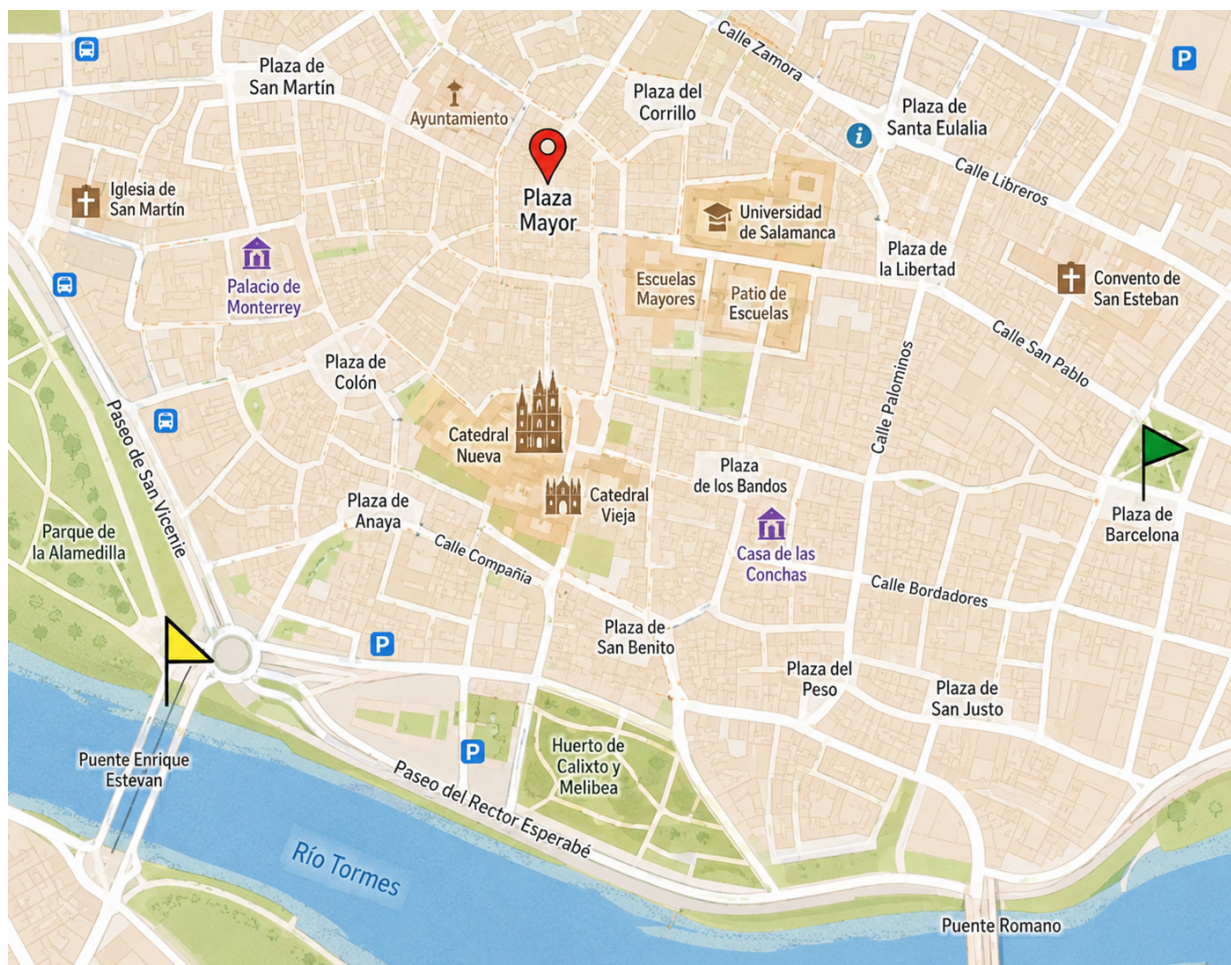 Calle Zamora
P
Plaza de
San Martín
Ayuntamiento
Plaza del
Corrillo
Plaza de
Santa Eulalia
i
Calle Libreros
Iglesia de
San Martín
Plaza
Mayor
Universidad
de Salamanca
Plaza de
la Libertad
Convento de
San Esteban
Palacio de
Monterrey
Escuelas
Mayores
Patio de
Escuelas
Calle San Pablo
Plaza de
Colón
Calle Palominos
Paseo de San Vicenie
Catedral
Nueva
Catedral
Vieja
Plaza
de los Bandos
Plaza de
Anaya
Plaza de
Barcelona
Parque de
la Alamedilla
Calle Compañia
Casa de las
Conchas
Calle Bordadores
P
Plaza de
San Benito
Plaza del
Peso
Plaza de
San Justo
Puente Enrique
Estevan
P
Huerto de
Calixto y
Melibea
Paseo del Rector Esperabé
Río Tormes
Puente Romano